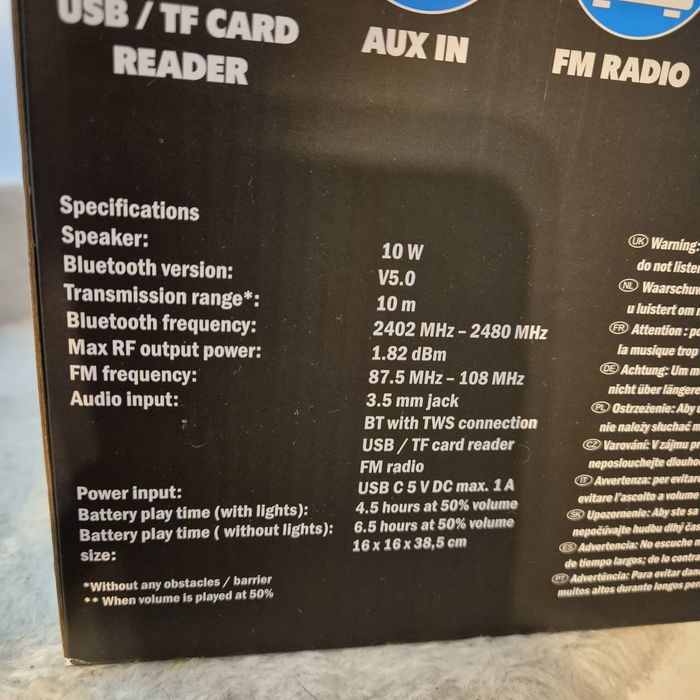 USB / TF CARD
READER
AUX IN
FM RADIO
Specifications
Speaker: 10 W
Bluetooth version: V5.0
Transmission range*: 10 m
Bluetooth frequency: 2402 MHz – 2480 MHz
Max RF output power: 1.82 dBm
FM frequency: 87.5 MHz – 108 MHz
Audio input: 3.5 mm jack
BT with TWS connection
USB / TF card reader
FM radio
Power input: USB C 5 V DC max. 1 A
Battery play time (with lights): 4.5 hours at 50% volume
Battery play time ( without lights): 6.5 hours at 50% volume
size: 16 x 16 x 38,5 cm
*Without any obstacles / barrier
** When volume is played at 50%
UK Warning:
do not listen
NL Waarschuw
u luistert om
FR Attention : po
la musique trop
DE Achtung: Um m
nicht über längere
PL Ostrzeżenie: Aby
nie należy słuchać m
CZ Varování: V zájmu pr
neposlouchejte dlouho
IT Avvertenza: per evitare
evitare l'ascolto a volume
SK Upozornenie: Aby ste sa
nepočúvajte hudbu dlhý čas
ES Advertencia: No escuche
de tiempo largos; de lo contra
PT Advertência: Para evitar dano
muitos altos durante longos per